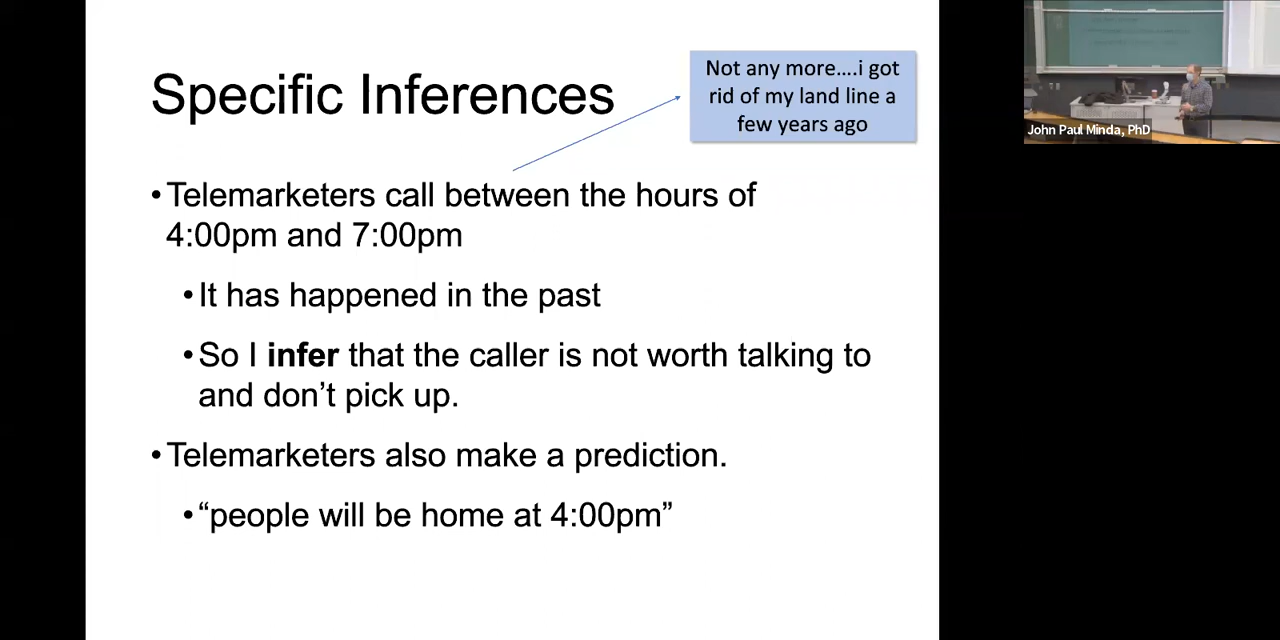 Specific Inferences
Not any more....i got
rid of my land line a
few years ago
•Telemarketers call between the hours of
4:00pm and 7:00pm
•It has happened in the past
•So I infer that the caller is not worth talking to
and don’t pick up.
•Telemarketers also make a prediction.
•“people will be home at 4:00pm”
John Paul Minda, PhD